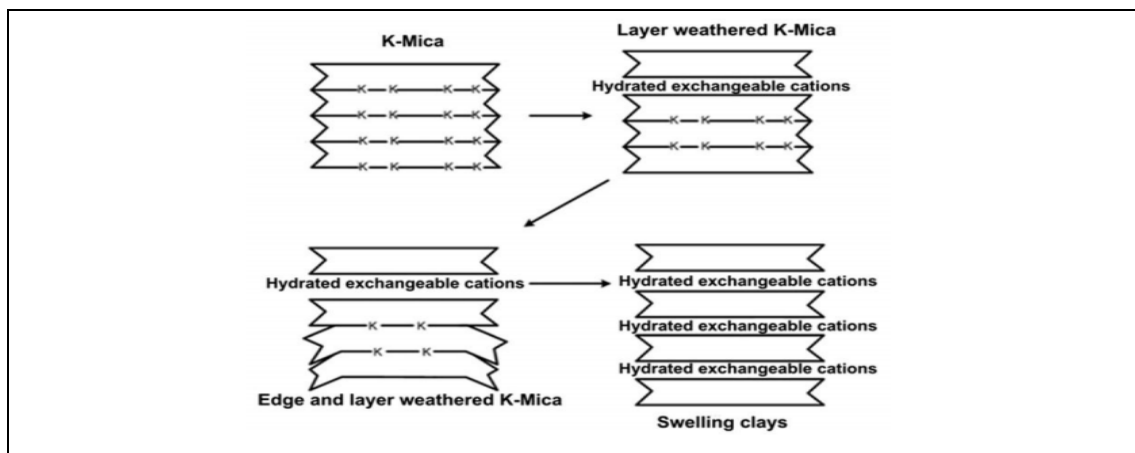 K-Mica
K—K——K—K
K—K——K—K
K—K——K—K
K—K——K—K
Layer weathered K-Mica
Hydrated exchangeable cations
K—K——K—K
K—K——K—K
Hydrated exchangeable cations
K—K
K—K
Edge and layer weathered K-Mica
Hydrated exchangeable cations
Hydrated exchangeable cations
Hydrated exchangeable cations
Swelling clays